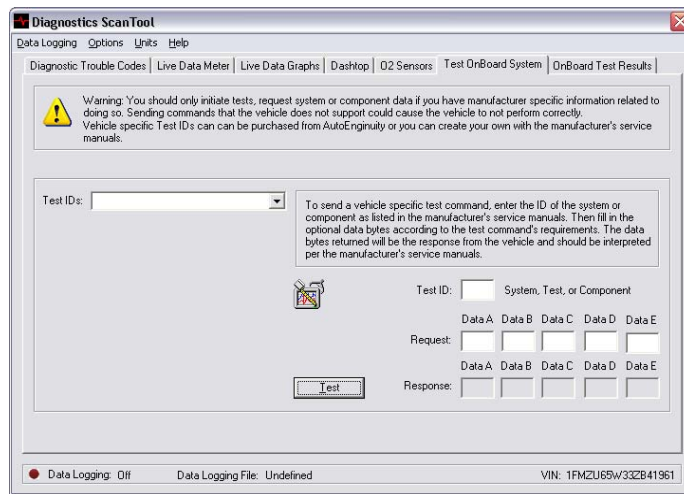 Diagnostics ScanTool
Data Logging Options Units Help
Diagnostic Trouble Codes Live Data Meter Live Data Graphs Dashtop O2 Sensors Test OnBoard System OnBoard Test Results
Warning: You should only initiate tests, request system or component data if you have manufacturer specific information related to
doing so. Sending commands that the vehicle does not support could cause the vehicle to not perform correctly.
Vehicle specific Test IDs can can be purchased from AutoEnginuity or you can create your own with the manufacturer's service
manuals.
Test IDs:
To send a vehicle specific test command, enter the ID of the system or
component as listed in the manufacturer's service manuals. Then fill in the
optional data bytes according to the test command's requirements. The data
bytes returned will be the response from the vehicle and should be interpreted
per the manufacturer's service manuals.
Test ID: System, Test, or Component
Data A Data B Data C Data D Data E
Request:
Data A Data B Data C Data D Data E
Test Response:
Data Logging: Off Data Logging File: Undefined VIN: 1FMZU65W33ZB41961